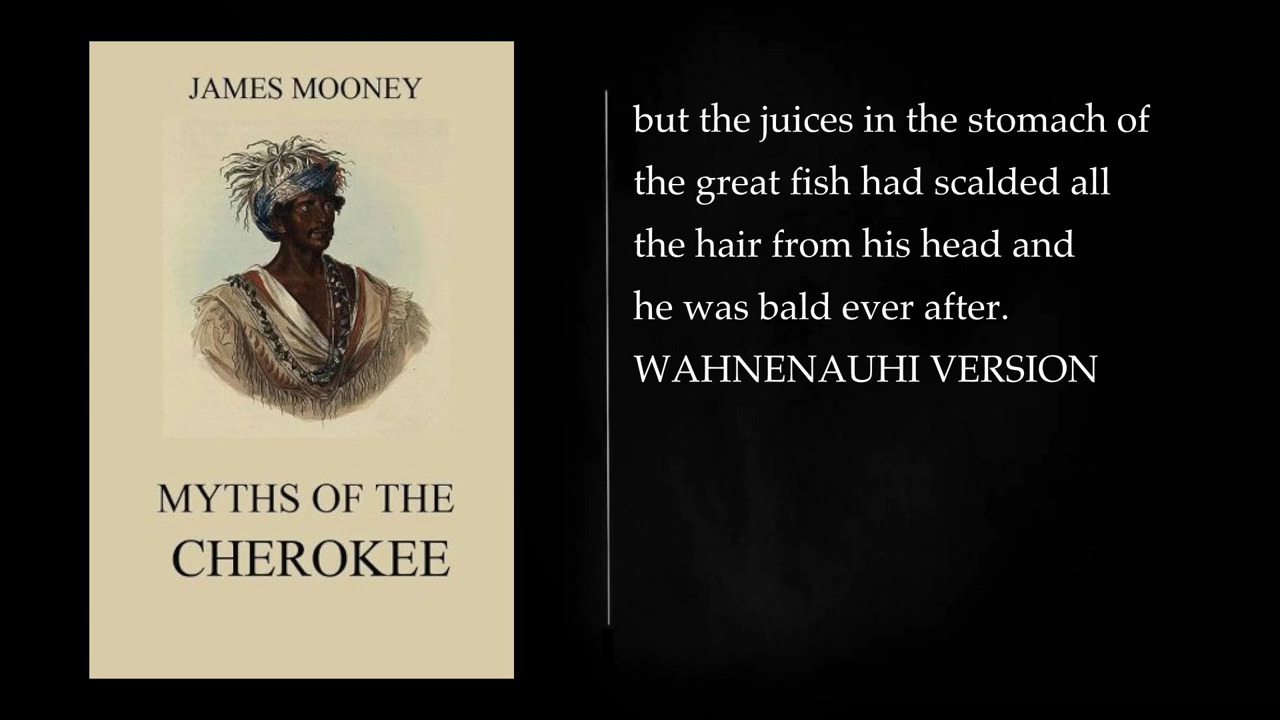 JAMES MOONEY
MYTHS OF THE
CHEROKEE
but the juices in the stomach of
the great fish had scalded all
the hair from his head and
he was bald ever after.
WAHNENAUHI VERSION